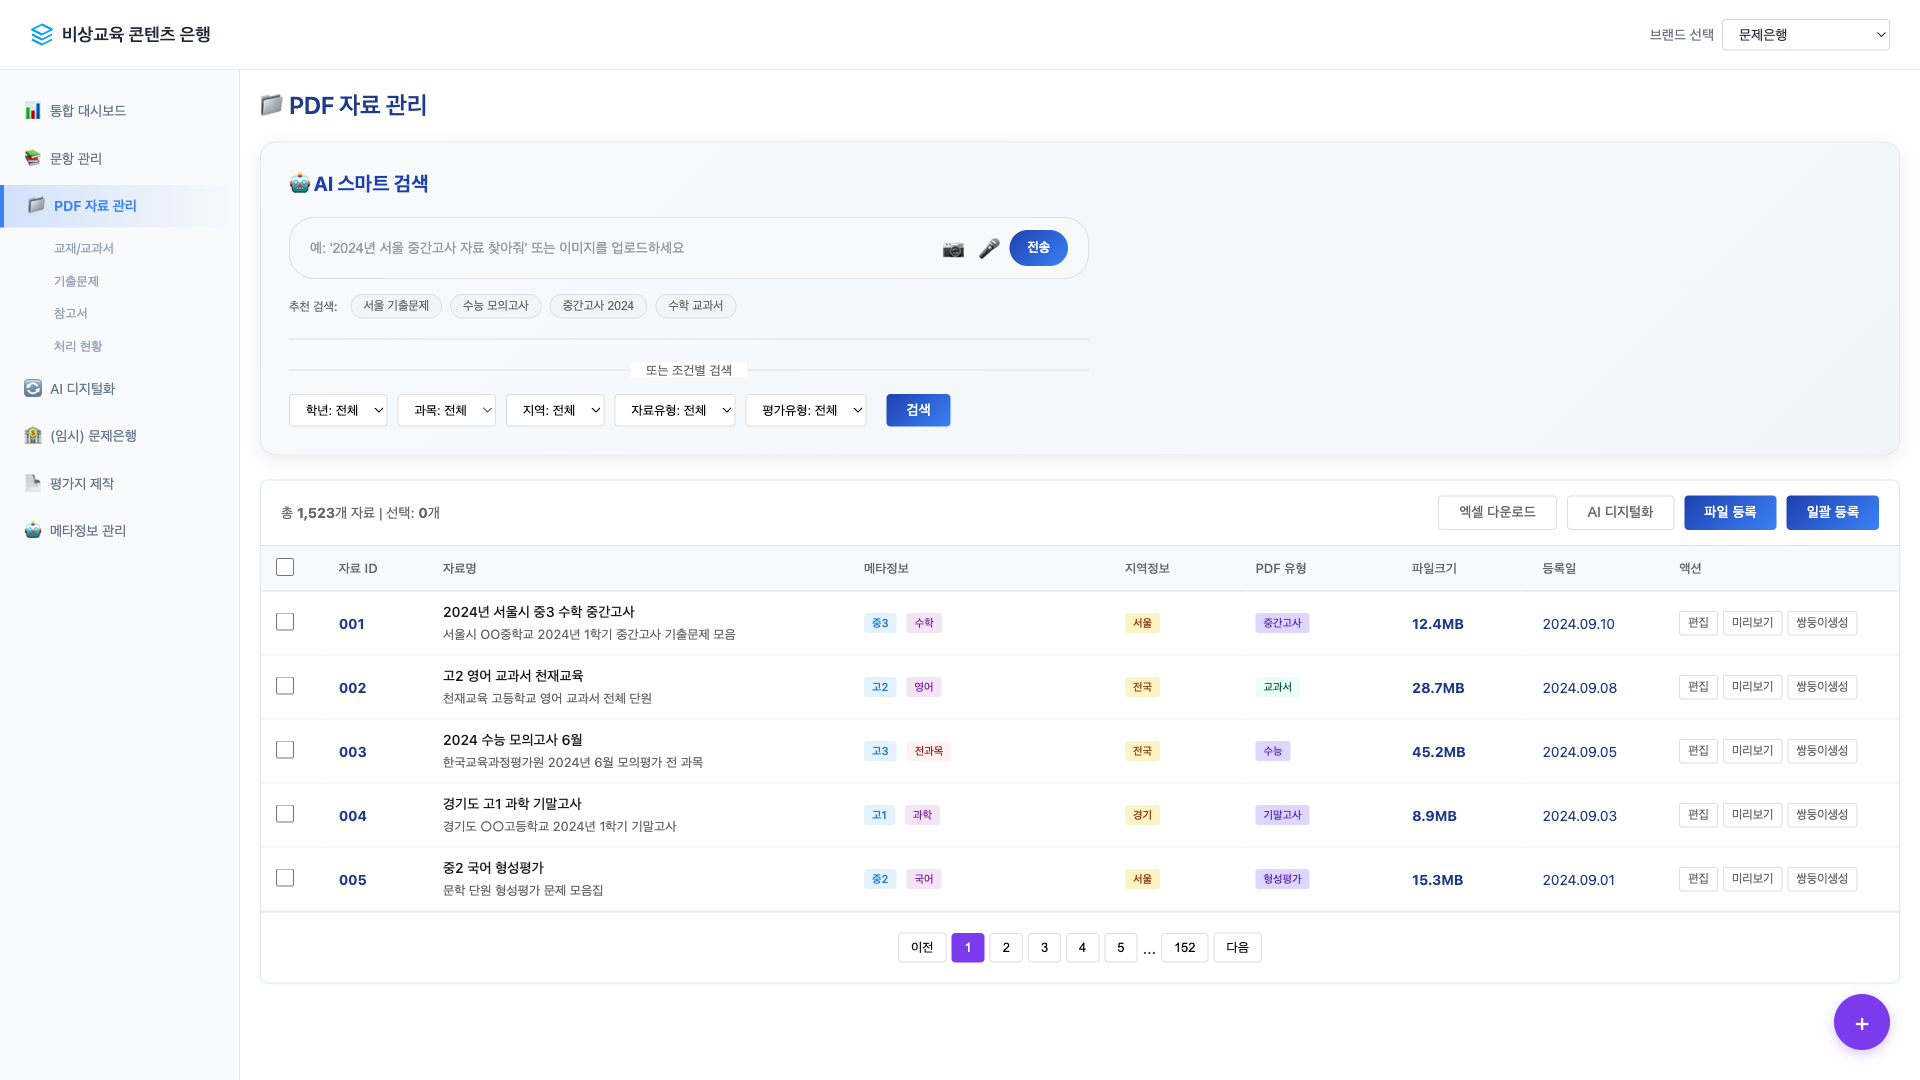 비상교육 콘텐츠 은행
브랜드 선택 문제은행
통합 대시보드
문항 관리
PDF 자료 관리
교재/교과서
기출문제
참고서
처리 현황
AI 디지털화
(임시) 문제은행
평가지 제작
메타정보 관리
PDF 자료 관리
AI 스마트 검색
예: '2024년 서울 중간고사 자료 찾아줘' 또는 이미지를 업로드하세요 전송
추천 검색: 서울 기출문제 수능 모의고사 중간고사 2024 수학 교과서
또는 조건별 검색
학년: 전체 과목: 전체 지역: 전체 자료유형: 전체 평가유형: 전체 검색
총 1,523개 자료 | 선택: 0개 엑셀 다운로드 AI 디지털화 파일 등록 일괄 등록
자료 ID 자료명 메타정보 지역정보 PDF 유형 파일크기 등록일 액션
001 2024년 서울시 중3 수학 중간고사 중3 수학 서울 중간고사 12.4MB 2024.09.10 편집 미리보기 쌍둥이생성
서울시 OO중학교 2024년 1학기 중간고사 기출문제 모음
002 고2 영어 교과서 천재교육 고2 영어 전국 교과서 28.7MB 2024.09.08 편집 미리보기 쌍둥이생성
천재교육 고등학교 영어 교과서 전체 단원
003 2024 수능 모의고사 6월 고3 전과목 전국 수능 45.2MB 2024.09.05 편집 미리보기 쌍둥이생성
한국교육과정평가원 2024년 6월 모의평가 전 과목
004 경기도 고1 과학 기말고사 고1 과학 경기 기말고사 8.9MB 2024.09.03 편집 미리보기 쌍둥이생성
경기도 〇〇고등학교 2024년 1학기 기말고사
005 중2 국어 형성평가 중2 국어 서울 형성평가 15.3MB 2024.09.01 편집 미리보기 쌍둥이생성
문학 단원 형성평가 문제 모음집
이전 1 2 3 4 5 ... 152 다음
+